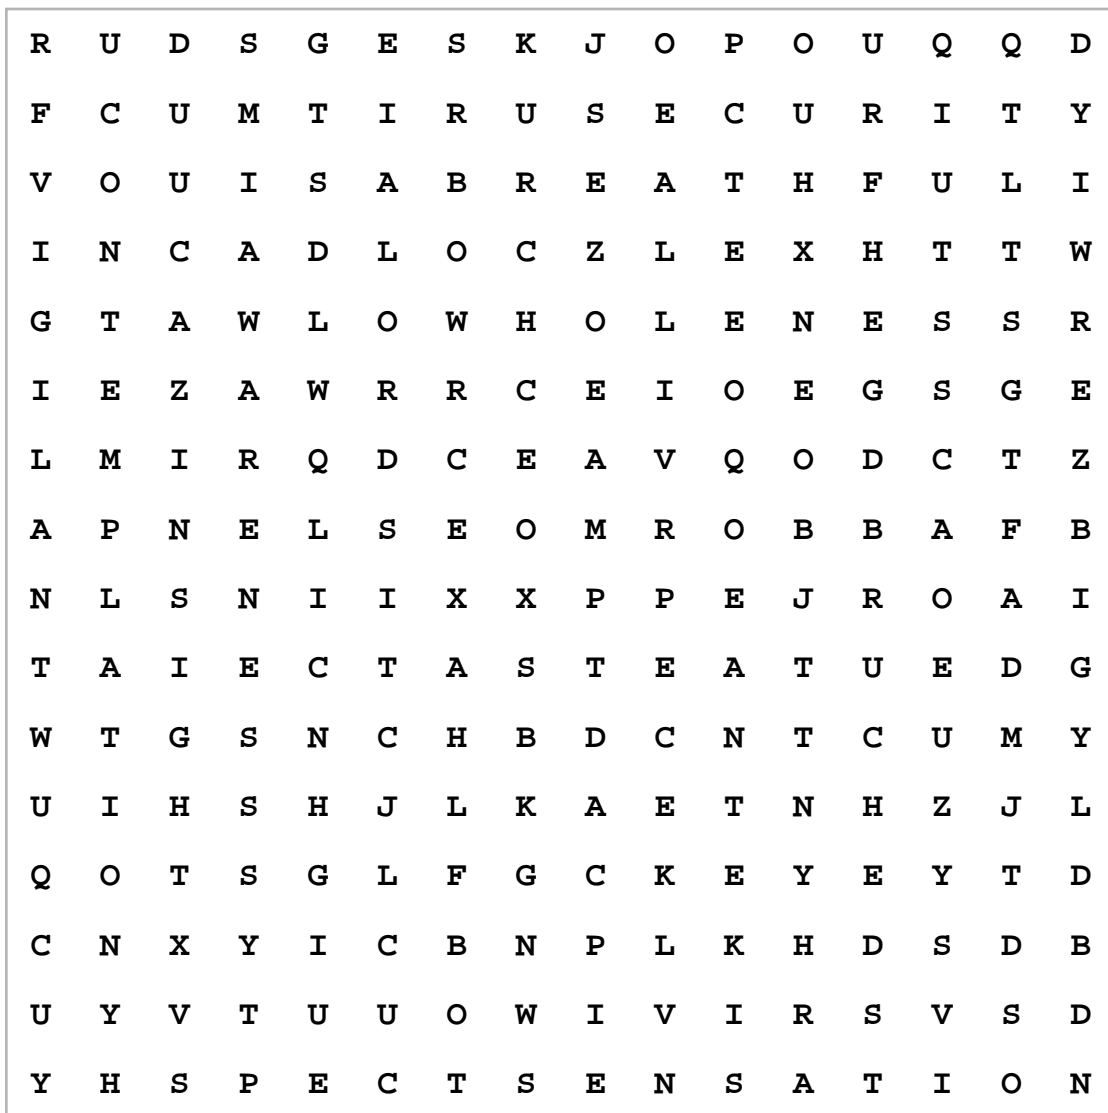 R U D S G E S K J O P O U Q Q D
F C U M T I R U S E C U R I T Y
V O U I S A B R E A T H F U L I
I N C A D L O C Z L E X H T T W
G T A W L O W H O L E N E S S R
I E Z A W R R C E I O E G S G E
L M I R Q D C E A V Q O D C T Z
A P N E L S E O M R O B B A F B
N L S N I I X X P P E J R O A I
T A I E C T A S T E A T U E D G
W T G S N C H B D C N T C U M Y
U I H S H J L K A E T N H Z J L
Q O T S G L F G C K E Y E Y T D
C N X Y I C B N P L K H D S D B
U Y V T U U O W I V I R S V S D
Y H S P E C T S E N S A T I O N